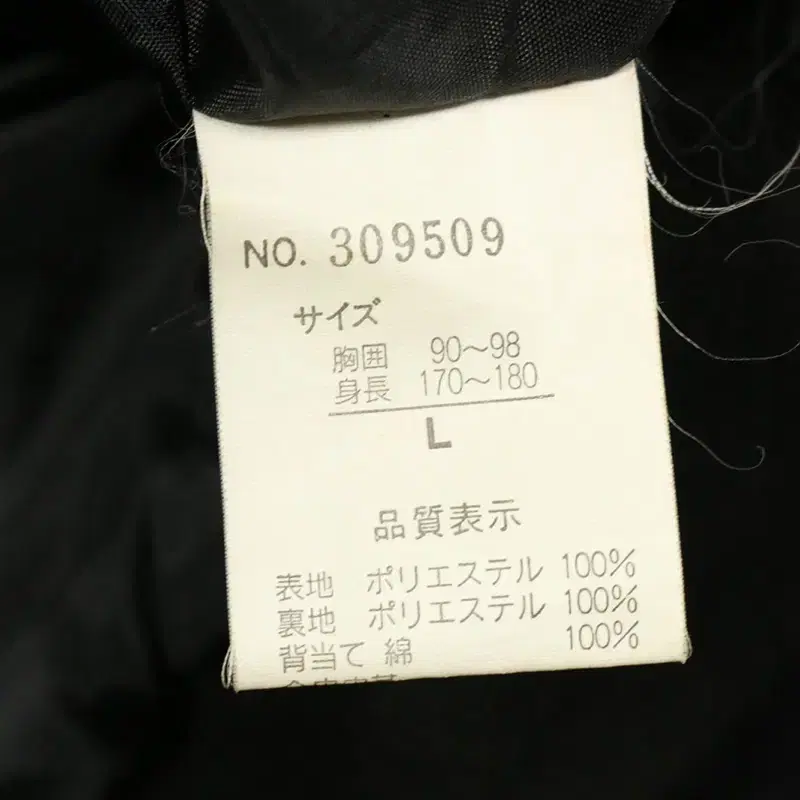 NO. 309509
サイズ
胸囲 90～98
身長 170～180
L
品質表示
表地 ポリエステル 100%
裏地 ポリエステル 100%
背当て 綿 100%